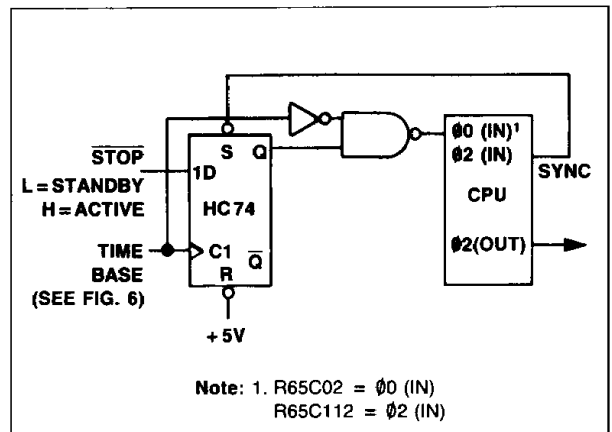 STOP
L=STANDBY
H=ACTIVE
TIME
BASE
(SEE FIG. 6)
S
Q
1D
HC74
C1
Q
R
+5V
Ø0 (IN)¹
Ø2 (IN)
SYNC
CPU
Ø2(OUT)
Note: 1. R65C02 = Ø0 (IN)
R65C112 = Ø2 (IN)